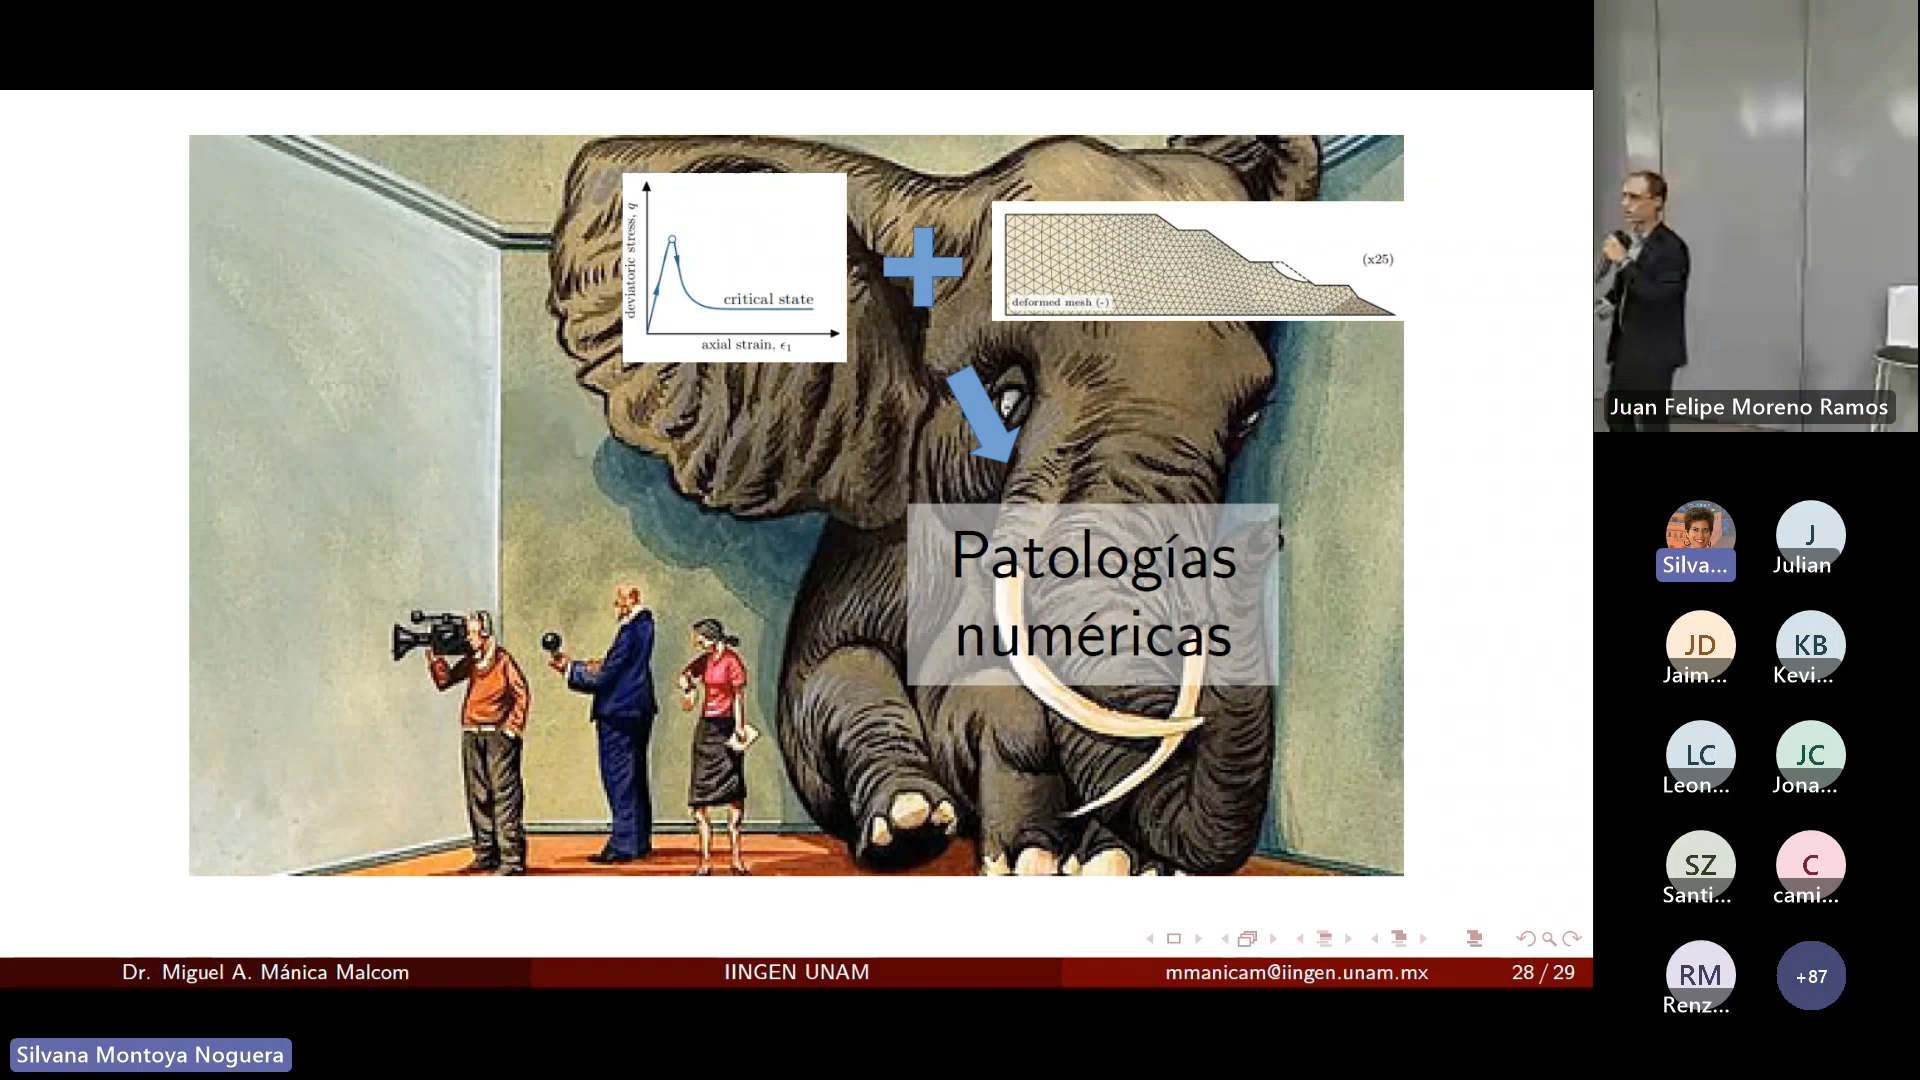 deviatoric stress, q
critical state
axial strain, ϵ₁
(x25)
deformed mesh (-)
Patologías
numéricas
Dr. Miguel A. Mánica Malcom
IINGEN UNAM
mmanicam@iingen.unam.mx
28 / 29
Juan Felipe Moreno Ramos
Silva...
J
Julian
JD
Jaim...
KB
Kevi...
LC
Leon...
JC
Jona...
SZ
Santi...
C
cami...
RM
Renz...
+87
Silvana Montoya Noguera